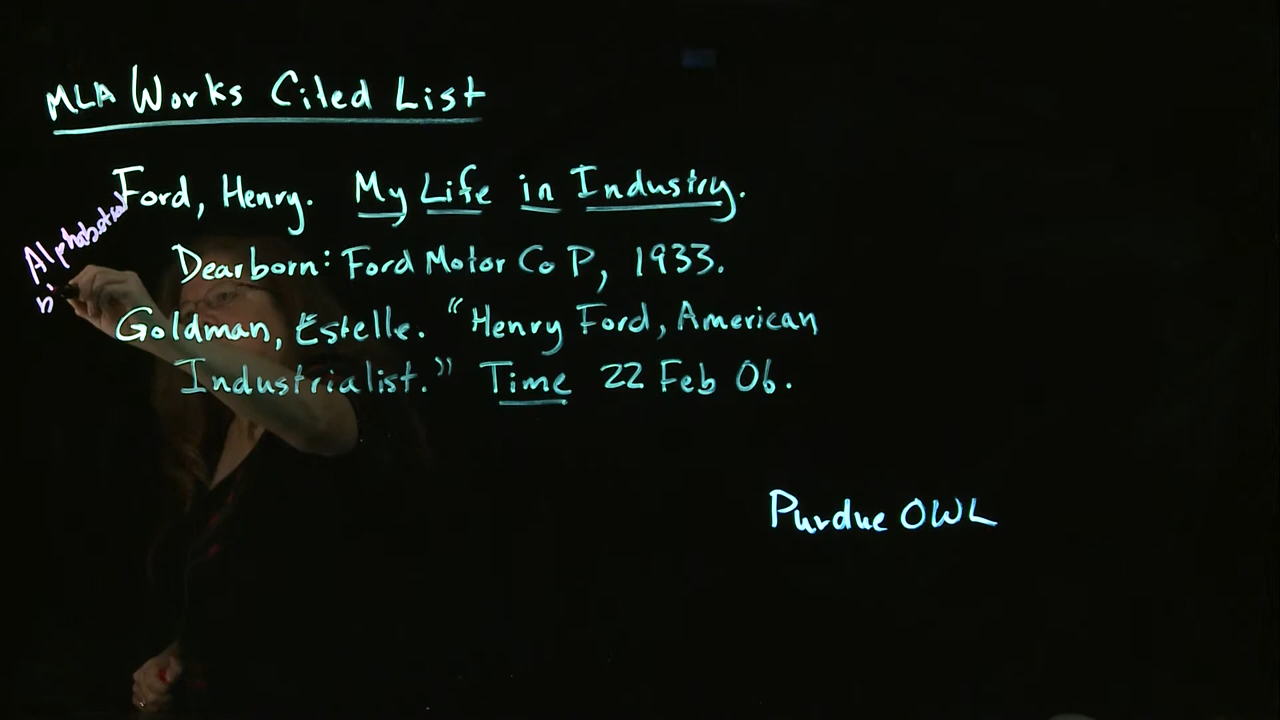 MLA Works Cited List
Ford, Henry. My Life in Industry.
Alphabetical
Dearborn: Ford Motor Co P, 1933.
Goldman, Estelle. "Henry Ford, American
Industrialist." Time 22 Feb 06.
Purdue OWL